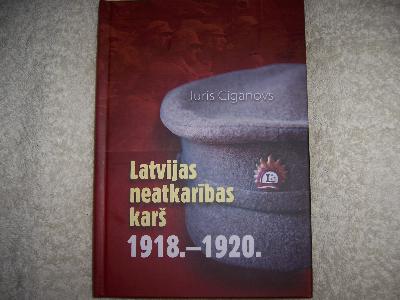 Juris Ciganovs
Latvijas
neatkarības
karš
1918.–1920.